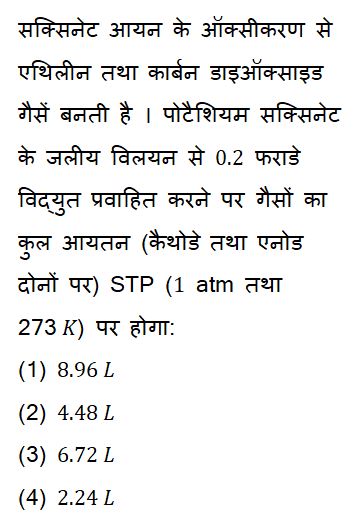 सक्सिनेट आयन के ऑक्सीकरण से
एथिलीन तथा कार्बन डाइऑक्साइड
गैसें बनती है । पोटैशियम सक्सिनेट
के जलीय विलयन से 0.2 फराडे
विद्युत प्रवाहित करने पर गैसों का
कुल आयतन (कैथोडे तथा एनोड
दोनों पर) STP (1 atm तथा
273 K) पर होगा:
(1) 8.96 L
(2) 4.48 L
(3) 6.72 L
(4) 2.24 L